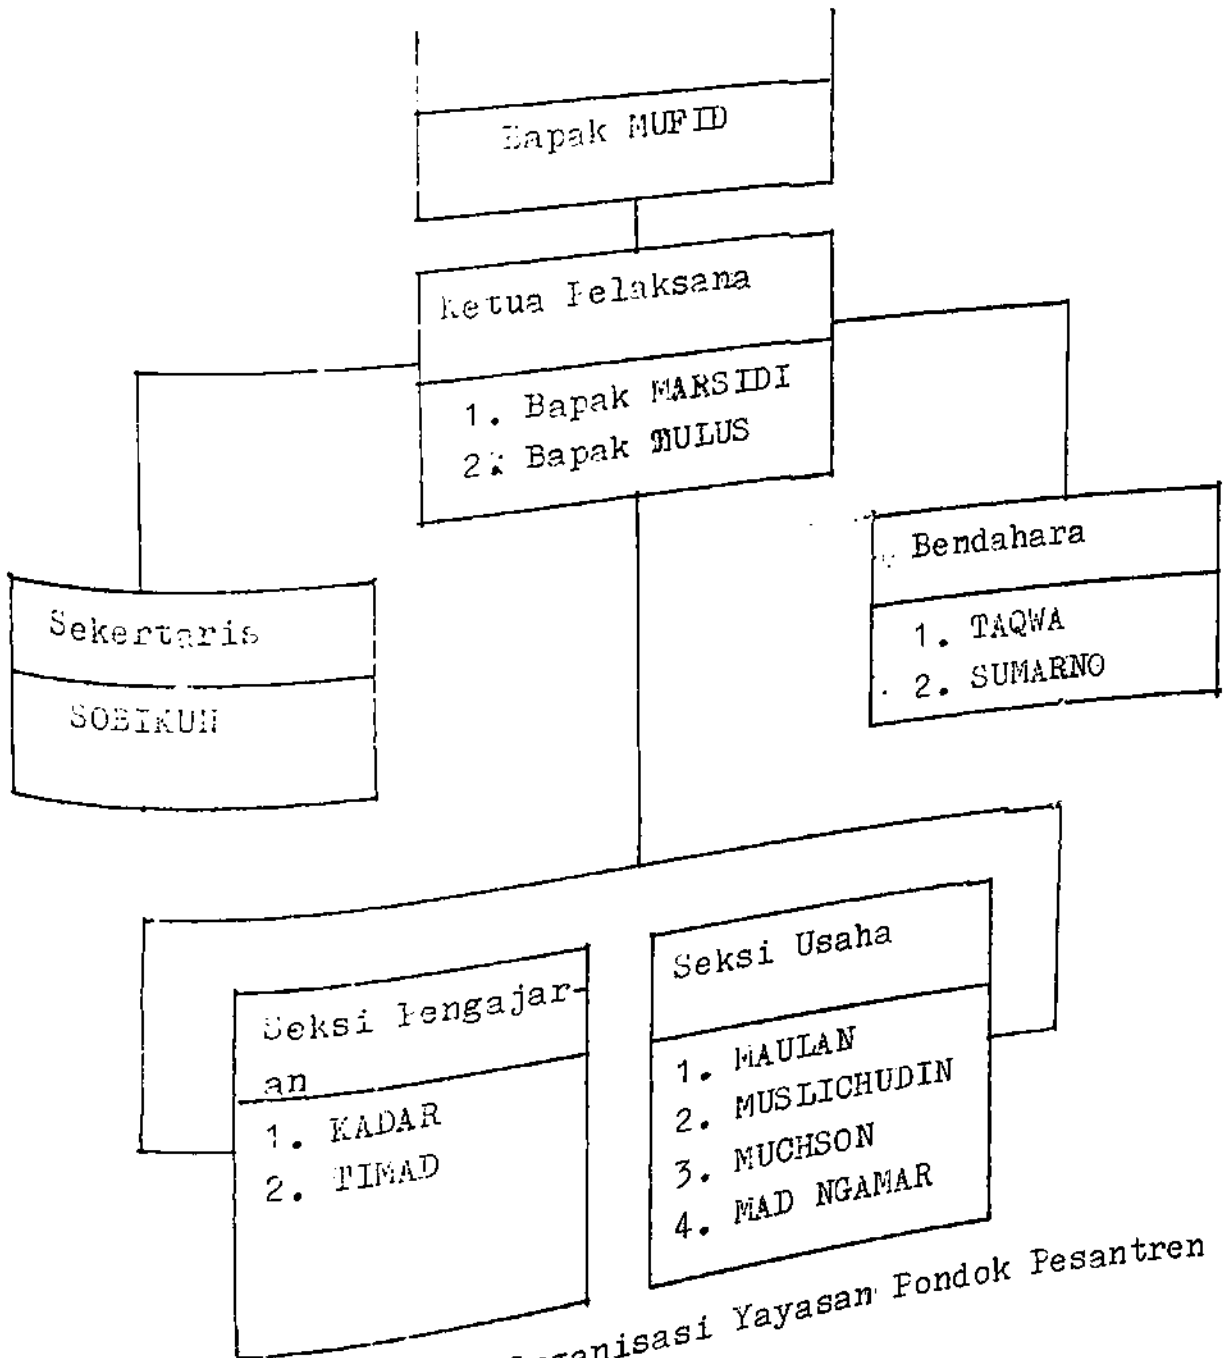 Bapak MUFID
Ketua Pelaksana
1. Bapak MARSIDI
2. Bapak MULUS
Bendahara
1. TAQWA
2. SUMARNO
Sekertaris
SOBIKUN
Seksi Usaha
1. MAULAN
2. MUSLICHUDIN
3. MUCHSON
4. MAD NGAMAR
Seksi Pengajar-
an
1. KADAR
2. TIMAD
Yayasan Pondok Pesantren